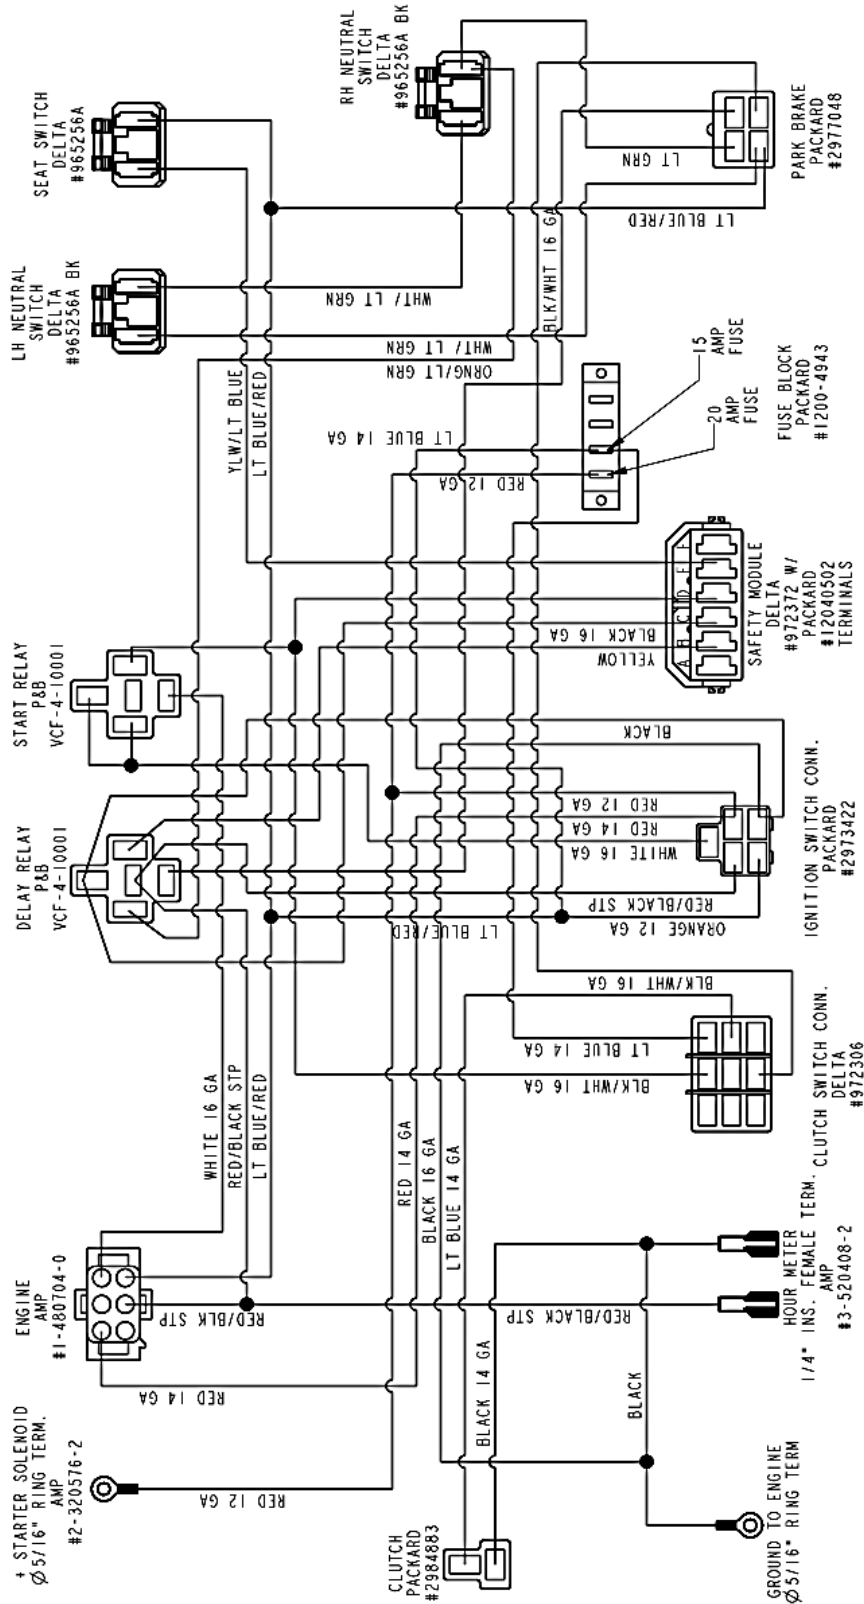 + STARTER SOLENOID
Ø5/16" RING TERM.
AMP
#2-320576-2
ENGINE
AMP
#1-480704-0
DELAY RELAY
P&B
VCF-4-10001
START RELAY
P&B
VCF-4-10001
LH NEUTRAL
SWITCH
DELTA
#965256A BK
SEAT SWITCH
DELTA
#965256A
RH NEUTRAL
SWITCH
DELTA
#965256A BK
RED 12 GA
RED 14 GA
RED/BLK STP
WHITE 16 GA
RED/BLACK STP
LT BLUE/RED
YLW/LT BLUE
LT BLUE/RED
WHT/ LT GRN
WHT/ LT GRN
ORNG/LT GRN
LT BLUE 14 GA
RED 12 GA
LT BLUE/RED
RED 14 GA
BLACK 16 GA
LT BLUE 14 GA
BLACK 14 GA
RED/BLACK STP
BLACK
BLK/WHT 16 GA
LT BLUE 14 GA
BLK/WHT 16 GA
ORANGE 12 GA
RED/BLACK STP
WHITE 16 GA
RED 14 GA
RED 12 GA
BLACK
YELLOW
BLACK 16 GA
BLK/WHT 16 GA
LT GRN
LT BLUE/RED
A B C D E F
15
AMP
FUSE
20
AMP
FUSE
CLUTCH
PACKARD
#2984883
GROUND TO ENGINE
Ø5/16" RING TERM
HOUR METER
1/4" INS. FEMALE TERM.
AMP
#3-520408-2
CLUTCH SWITCH CONN.
DELTA
#972306
IGNITION SWITCH CONN.
PACKARD
#2973422
SAFETY MODULE
DELTA
#972372 W/
PACKARD
#12040502
TERMINALS
FUSE BLOCK
PACKARD
#1200-4943
PARK BRAKE
PACKARD
#2977048